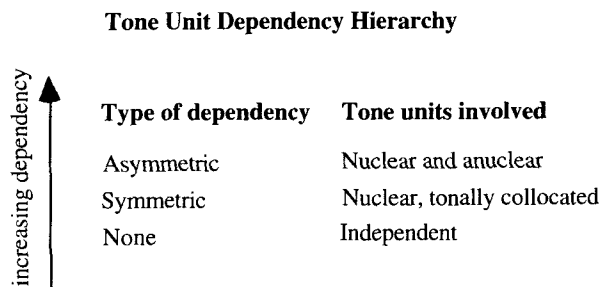 Tone Unit Dependency Hierarchy
increasing dependency
Type of dependency Tone units involved
Asymmetric Nuclear and anuclear
Symmetric Nuclear, tonally collocated
None Independent